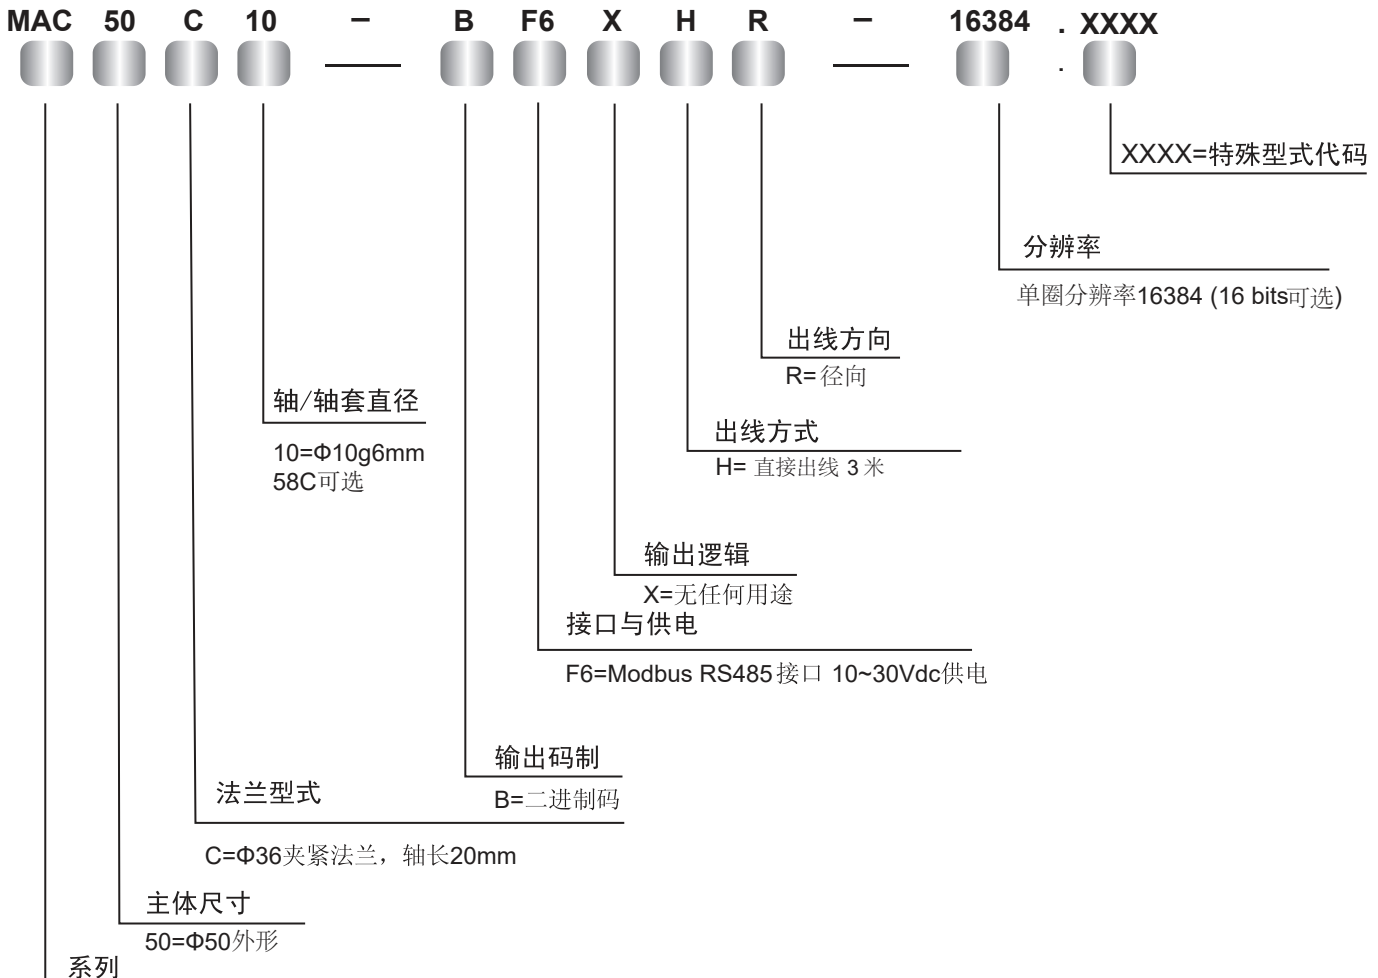 MAC 50 C 10 – B F6 X H R – 16384 . XXXX
.
XXXX=特殊型式代码
分辨率
单圈分辨率16384 (16 bits可选)
出线方向
R=径向
轴/轴套直径
10=Φ10g6mm
58C可选
出线方式
H= 直接出线 3 米
输出逻辑
X=无任何用途
接口与供电
F6=Modbus RS485接口 10~30Vdc供电
输出码制
B=二进制码
法兰型式
C=Φ36夹紧法兰，轴长20mm
主体尺寸
50=Φ50外形
系列